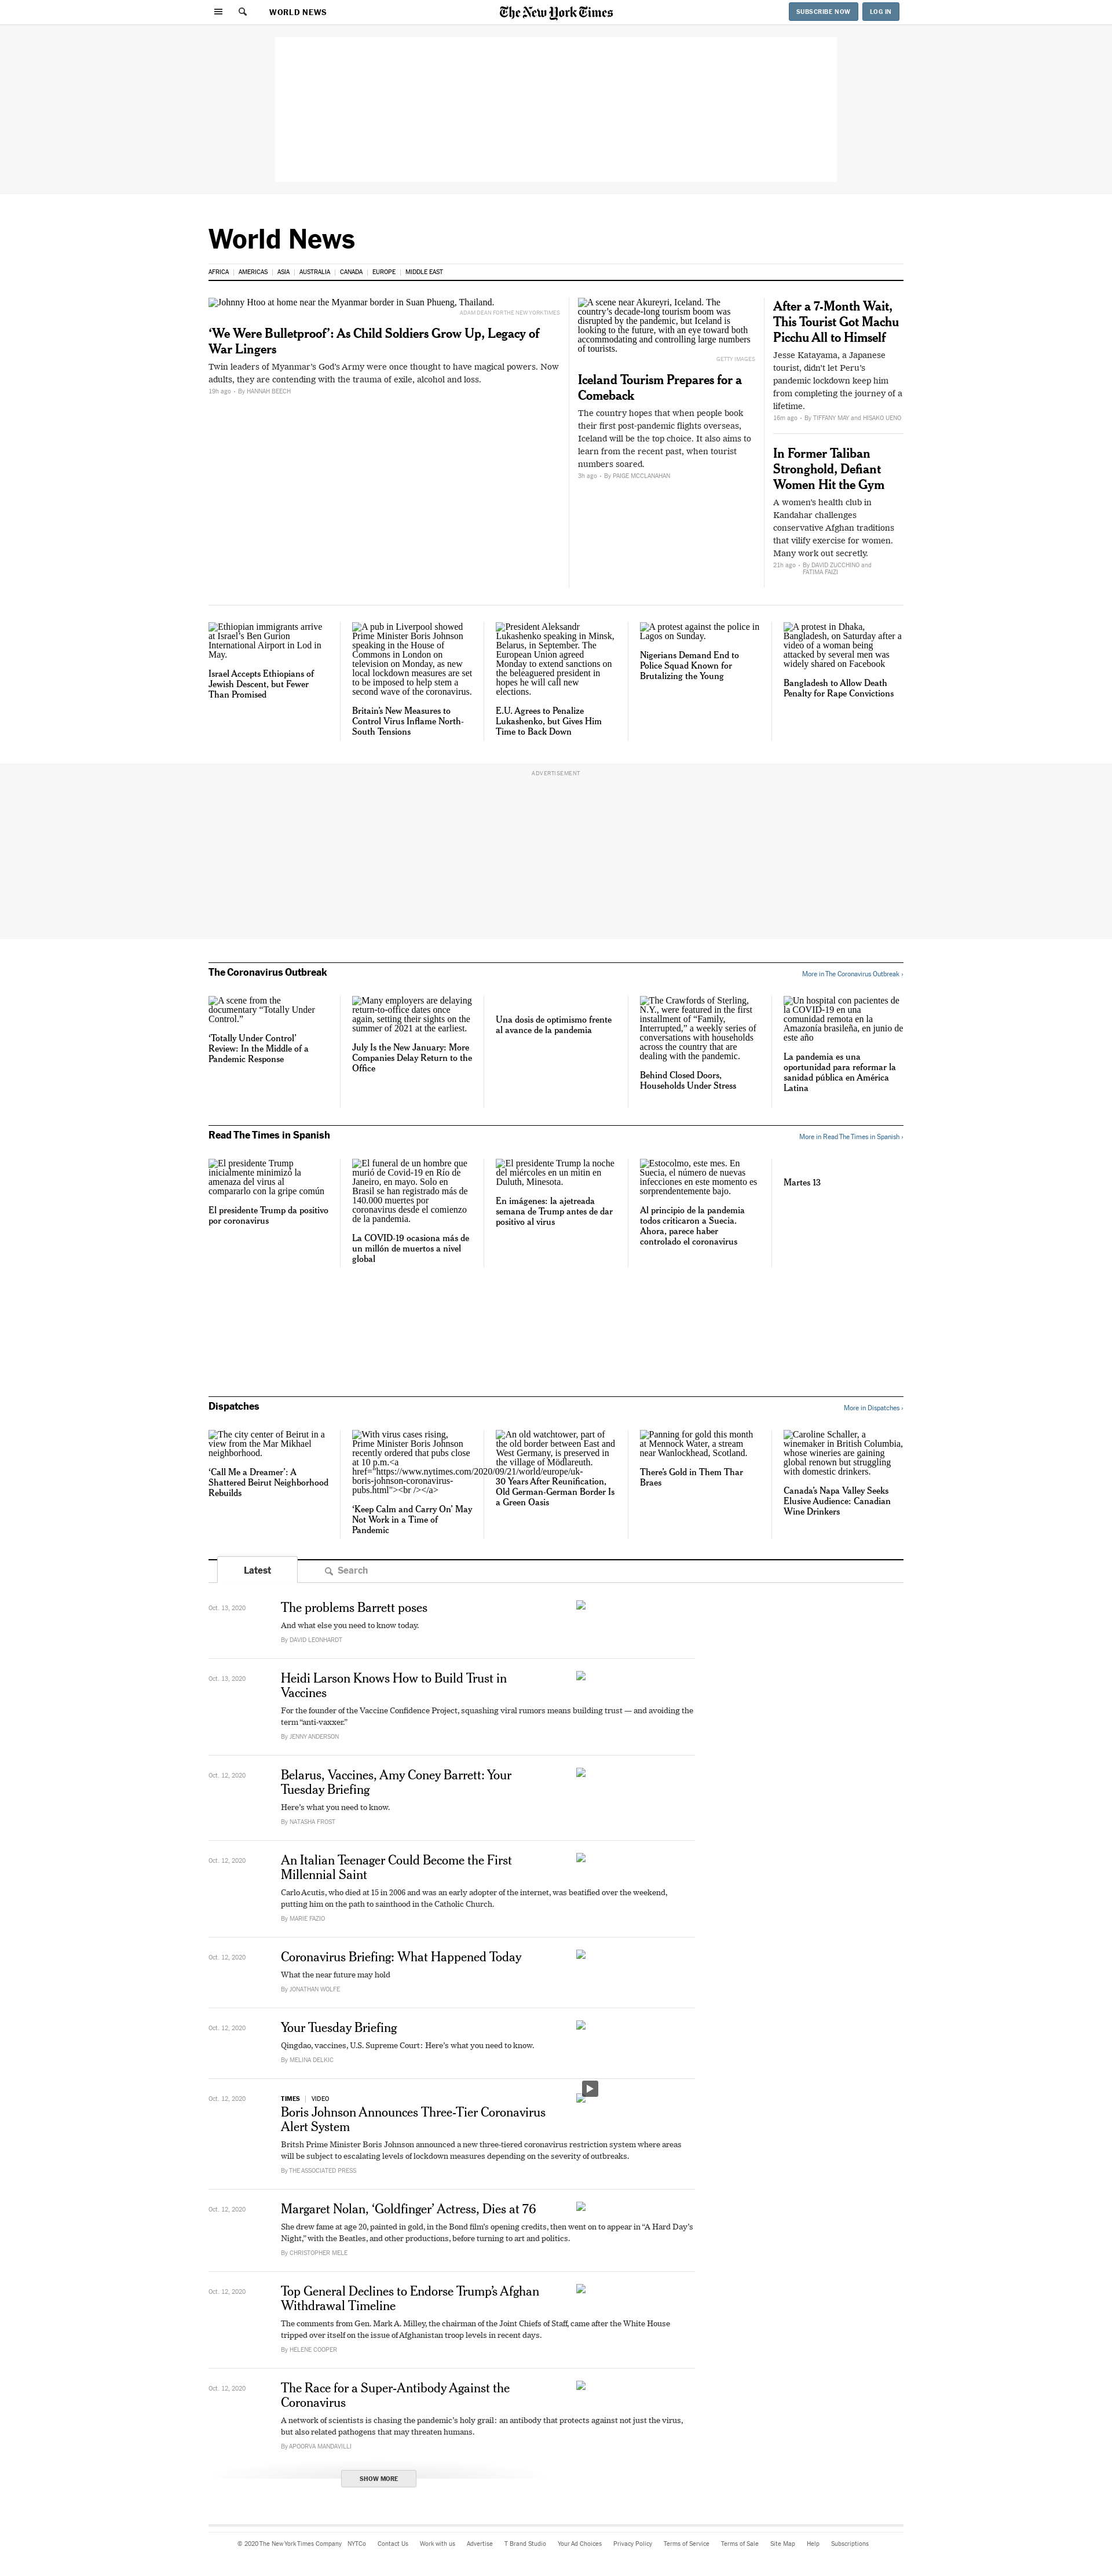 WORLD NEWS
The New York Times
SUBSCRIBE NOW
LOG IN
World News
AFRICA
AMERICAS
ASIA
AUSTRALIA
CANADA
EUROPE
MIDDLE EAST
Johnny Htoo at home near the Myanmar border in Suan Phueng, Thailand.
ADAM DEAN FOR THE NEW YORK TIMES
‘We Were Bulletproof’: As Child Soldiers Grow Up, Legacy of
War Lingers
Twin leaders of Myanmar’s God’s Army were once thought to have magical powers. Now
adults, they are contending with the trauma of exile, alcohol and loss.
19h ago
By HANNAH BEECH
A scene near Akureyri, Iceland. The
country’s decade-long tourism boom was
disrupted by the pandemic, but Iceland is
looking to the future, with an eye toward both
accommodating and controlling large numbers
of tourists.
GETTY IMAGES
Iceland Tourism Prepares for a
Comeback
The country hopes that when people book
their first post-pandemic flights overseas,
Iceland will be the top choice. It also aims to
learn from the recent past, when tourist
numbers soared.
3h ago
By PAIGE MCCLANAHAN
After a 7-Month Wait,
This Tourist Got Machu
Picchu All to Himself
Jesse Katayama, a Japanese
tourist, didn’t let Peru’s
pandemic lockdown keep him
from completing the journey of a
lifetime.
16m ago
By TIFFANY MAY and HISAKO UENO
In Former Taliban
Stronghold, Defiant
Women Hit the Gym
A women’s health club in
Kandahar challenges
conservative Afghan traditions
that vilify exercise for women.
Many work out secretly.
21h ago
By DAVID ZUCCHINO and
FATIMA FAIZI
Ethiopian immigrants arrive
at Israel’s Ben Gurion
International Airport in Lod in
May.
Israel Accepts Ethiopians of
Jewish Descent, but Fewer
Than Promised
A pub in Liverpool showed
Prime Minister Boris Johnson
speaking in the House of
Commons in London on
television on Monday, as new
local lockdown measures are set
to be imposed to help stem a
second wave of the coronavirus.
Britain’s New Measures to
Control Virus Inflame North-
South Tensions
President Aleksandr
Lukashenko speaking in Minsk,
Belarus, in September. The
European Union agreed
Monday to extend sanctions on
the beleaguered president in
hopes he will call new
elections.
E.U. Agrees to Penalize
Lukashenko, but Gives Him
Time to Back Down
A protest against the police in
Lagos on Sunday.
Nigerians Demand End to
Police Squad Known for
Brutalizing the Young
A protest in Dhaka,
Bangladesh, on Saturday after a
video of a woman being
attacked by several men was
widely shared on Facebook
Bangladesh to Allow Death
Penalty for Rape Convictions
ADVERTISEMENT
The Coronavirus Outbreak
More in The Coronavirus Outbreak ›
A scene from the
documentary “Totally Under
Control.”
‘Totally Under Control’
Review: In the Middle of a
Pandemic Response
Many employers are delaying
return-to-office dates once
again, setting their sights on the
summer of 2021 at the earliest.
July Is the New January: More
Companies Delay Return to the
Office
Una dosis de optimismo frente
al avance de la pandemia
The Crawfords of Sterling,
N.Y., were featured in the first
installment of “Family,
Interrupted,” a weekly series of
conversations with households
across the country that are
dealing with the pandemic.
Behind Closed Doors,
Households Under Stress
Un hospital con pacientes de
la COVID-19 en una
comunidad remota en la
Amazonía brasileña, en junio de
este año
La pandemia es una
oportunidad para reformar la
sanidad pública en América
Latina
Read The Times in Spanish
More in Read The Times in Spanish ›
El presidente Trump
inicialmente minimizó la
amenaza del virus al
compararlo con la gripe común
El presidente Trump da positivo
por coronavirus
El funeral de un hombre que
murió de Covid-19 en Río de
Janeiro, en mayo. Solo en
Brasil se han registrado más de
140.000 muertes por
coronavirus desde el comienzo
de la pandemia.
La COVID-19 ocasiona más de
un millón de muertos a nivel
global
El presidente Trump la noche
del miércoles en un mitin en
Duluth, Minesota.
En imágenes: la ajetreada
semana de Trump antes de dar
positivo al virus
Estocolmo, este mes. En
Suecia, el número de nuevas
infecciones en este momento es
sorprendentemente bajo.
Al principio de la pandemia
todos criticaron a Suecia.
Ahora, parece haber
controlado el coronavirus
Martes 13
Dispatches
More in Dispatches ›
The city center of Beirut in a
view from the Mar Mikhael
neighborhood.
‘Call Me a Dreamer’: A
Shattered Beirut Neighborhood
Rebuilds
With virus cases rising,
Prime Minister Boris Johnson
recently ordered that pubs close
at 10 p.m.<a
href="https://www.nytimes.com/2020/09/21/world/europe/uk-
boris-johnson-coronavirus-
pubs.html"><br /></a>
‘Keep Calm and Carry On’ May
Not Work in a Time of
Pandemic
An old watchtower, part of
the old border between East and
West Germany, is preserved in
the village of Mödlareuth.
30 Years After Reunification,
Old German-German Border Is
a Green Oasis
Panning for gold this month
at Mennock Water, a stream
near Wanlockhead, Scotland.
There’s Gold in Them Thar
Braes
Caroline Schaller, a
winemaker in British Columbia,
whose wineries are gaining
global renown but struggling
with domestic drinkers.
Canada’s Napa Valley Seeks
Elusive Audience: Canadian
Wine Drinkers
Latest
Search
Oct. 13, 2020
The problems Barrett poses
And what else you need to know today.
By DAVID LEONHARDT
Oct. 13, 2020
Heidi Larson Knows How to Build Trust in
Vaccines
For the founder of the Vaccine Confidence Project, squashing viral rumors means building trust — and avoiding the
term “anti-vaxxer.”
By JENNY ANDERSON
Oct. 12, 2020
Belarus, Vaccines, Amy Coney Barrett: Your
Tuesday Briefing
Here’s what you need to know.
By NATASHA FROST
Oct. 12, 2020
An Italian Teenager Could Become the First
Millennial Saint
Carlo Acutis, who died at 15 in 2006 and was an early adopter of the internet, was beatified over the weekend,
putting him on the path to sainthood in the Catholic Church.
By MARIE FAZIO
Oct. 12, 2020
Coronavirus Briefing: What Happened Today
What the near future may hold
By JONATHAN WOLFE
Oct. 12, 2020
Your Tuesday Briefing
Qingdao, vaccines, U.S. Supreme Court: Here’s what you need to know.
By MELINA DELKIC
Oct. 12, 2020
TIMES
VIDEO
Boris Johnson Announces Three-Tier Coronavirus
Alert System
Britsh Prime Minister Boris Johnson announced a new three-tiered coronavirus restriction system where areas
will be subject to escalating levels of lockdown measures depending on the severity of outbreaks.
By THE ASSOCIATED PRESS
Oct. 12, 2020
Margaret Nolan, ‘Goldfinger’ Actress, Dies at 76
She drew fame at age 20, painted in gold, in the Bond film’s opening credits, then went on to appear in “A Hard Day’s
Night,” with the Beatles, and other productions, before turning to art and politics.
By CHRISTOPHER MELE
Oct. 12, 2020
Top General Declines to Endorse Trump’s Afghan
Withdrawal Timeline
The comments from Gen. Mark A. Milley, the chairman of the Joint Chiefs of Staff, came after the White House
tripped over itself on the issue of Afghanistan troop levels in recent days.
By HELENE COOPER
Oct. 12, 2020
The Race for a Super-Antibody Against the
Coronavirus
A network of scientists is chasing the pandemic’s holy grail: an antibody that protects against not just the virus,
but also related pathogens that may threaten humans.
By APOORVA MANDAVILLI
SHOW MORE
© 2020 The New York Times Company
NYTCo
Contact Us
Work with us
Advertise
T Brand Studio
Your Ad Choices
Privacy Policy
Terms of Service
Terms of Sale
Site Map
Help
Subscriptions